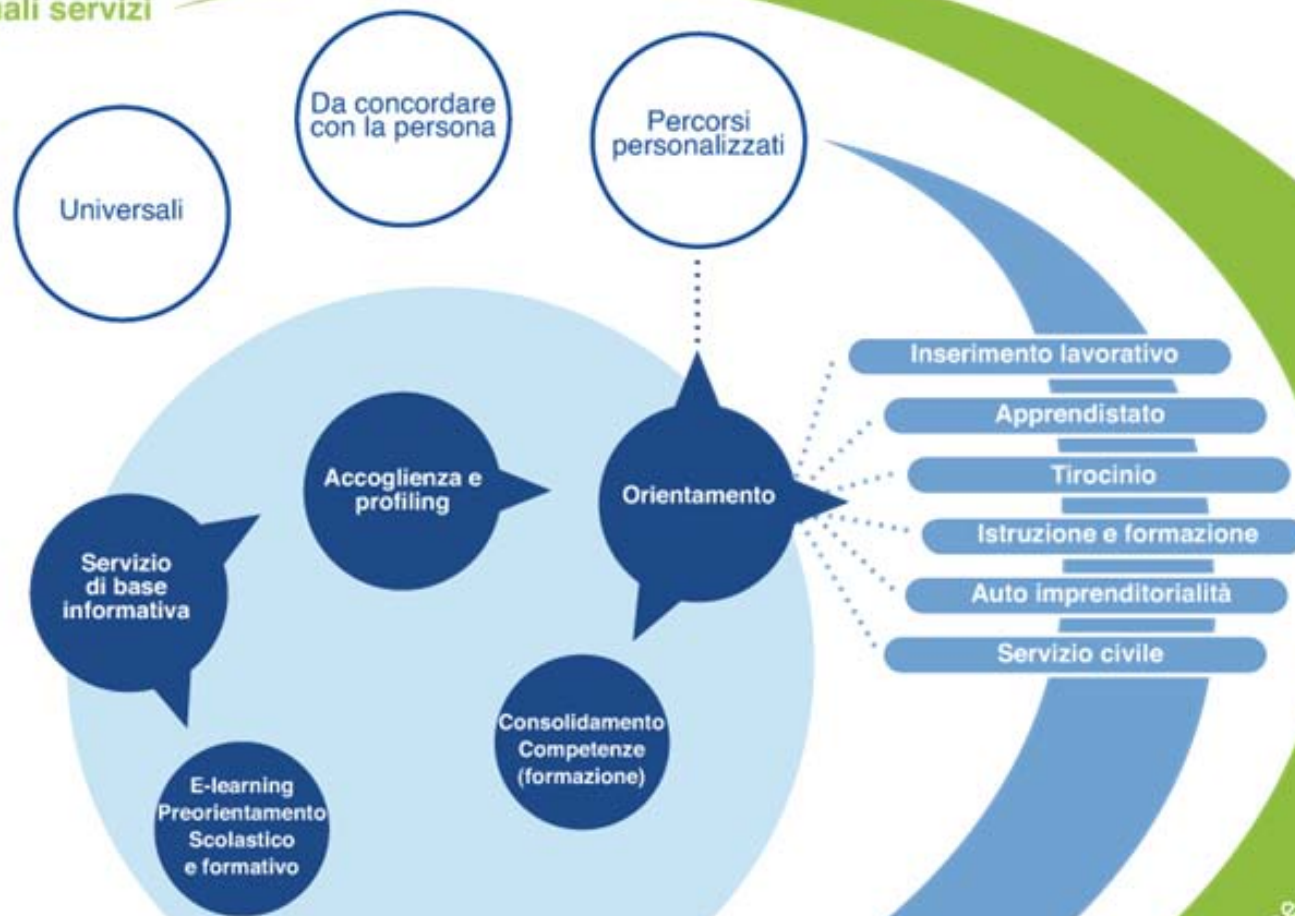 servizi
Universali
Da concordare
con la persona
Percorsi
personalizzati
Servizio
di base
informativa
Accoglienza e
profiling
Orientamento
E-learning
Preorientamento
Scolastico
e formativo
Consolidamento
Competenze
(formazione)
Inserimento lavorativo
Apprendistato
Tirocinio
Istruzione e formazione
Auto imprenditorialità
Servizio civile